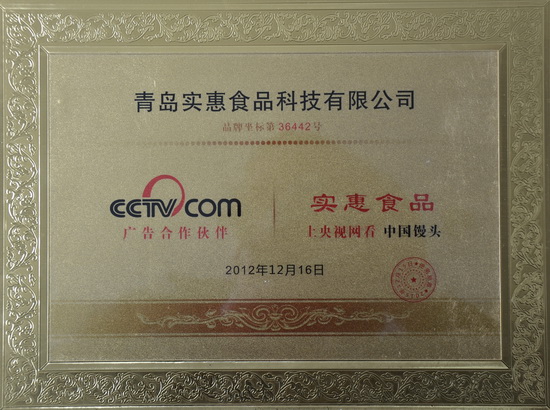 青岛实惠食品科技有限公司
品牌坐标第36442号
CCTV.COM
广告合作伙伴
实惠食品
上央视网看 中国馒头
2012年12月16日